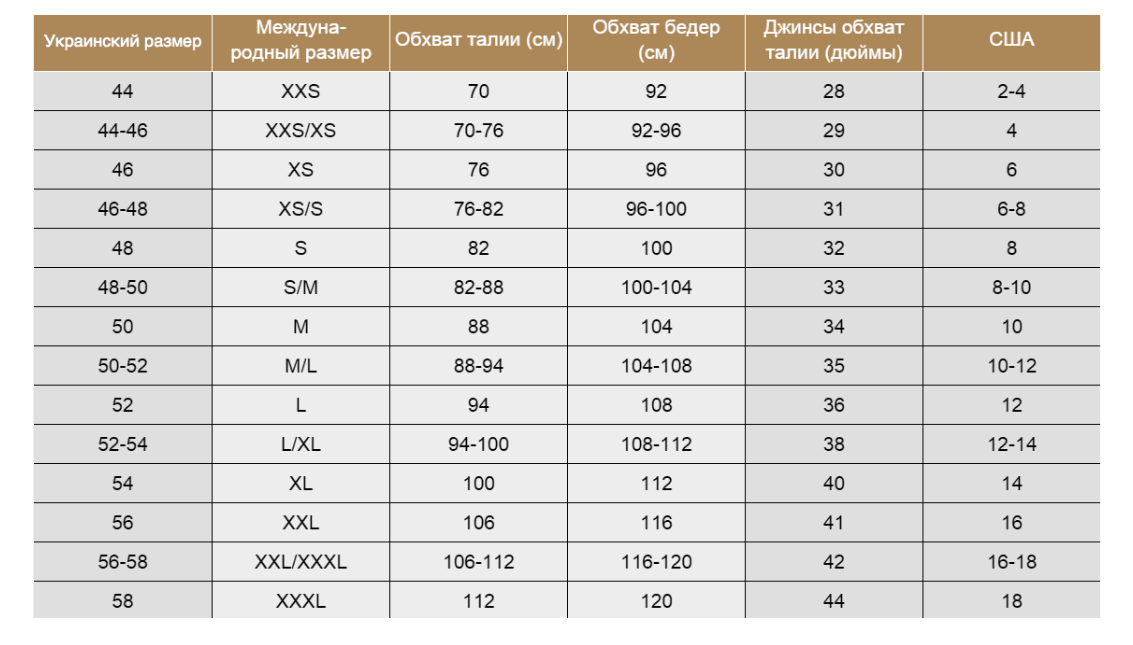 Украинский размер Междуна-
родный размер Обхват талии (см) Обхват бедер
(см) Джинсы обхват
талии (дюймы) США
44 XXS 70 92 28 2-4
44-46 XXS/XS 70-76 92-96 29 4
46 XS 76 96 30 6
46-48 XS/S 76-82 96-100 31 6-8
48 S 82 100 32 8
48-50 S/M 82-88 100-104 33 8-10
50 M 88 104 34 10
50-52 M/L 88-94 104-108 35 10-12
52 L 94 108 36 12
52-54 L/XL 94-100 108-112 38 12-14
54 XL 100 112 40 14
56 XXL 106 116 41 16
56-58 XXL/XXXL 106-112 116-120 42 16-18
58 XXXL 112 120 44 18